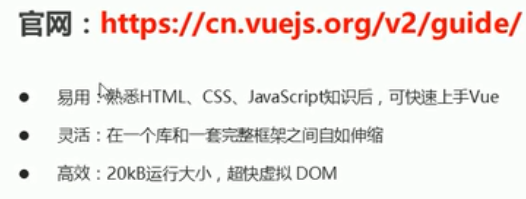 官网：https://cn.vuejs.org/v2/guide/
● 易用：熟悉HTML、CSS、JavaScript知识后，可快速上手Vue
● 灵活：在一个库和一套完整框架之间自如伸缩
● 高效：20kB运行大小，超快虚拟 DOM